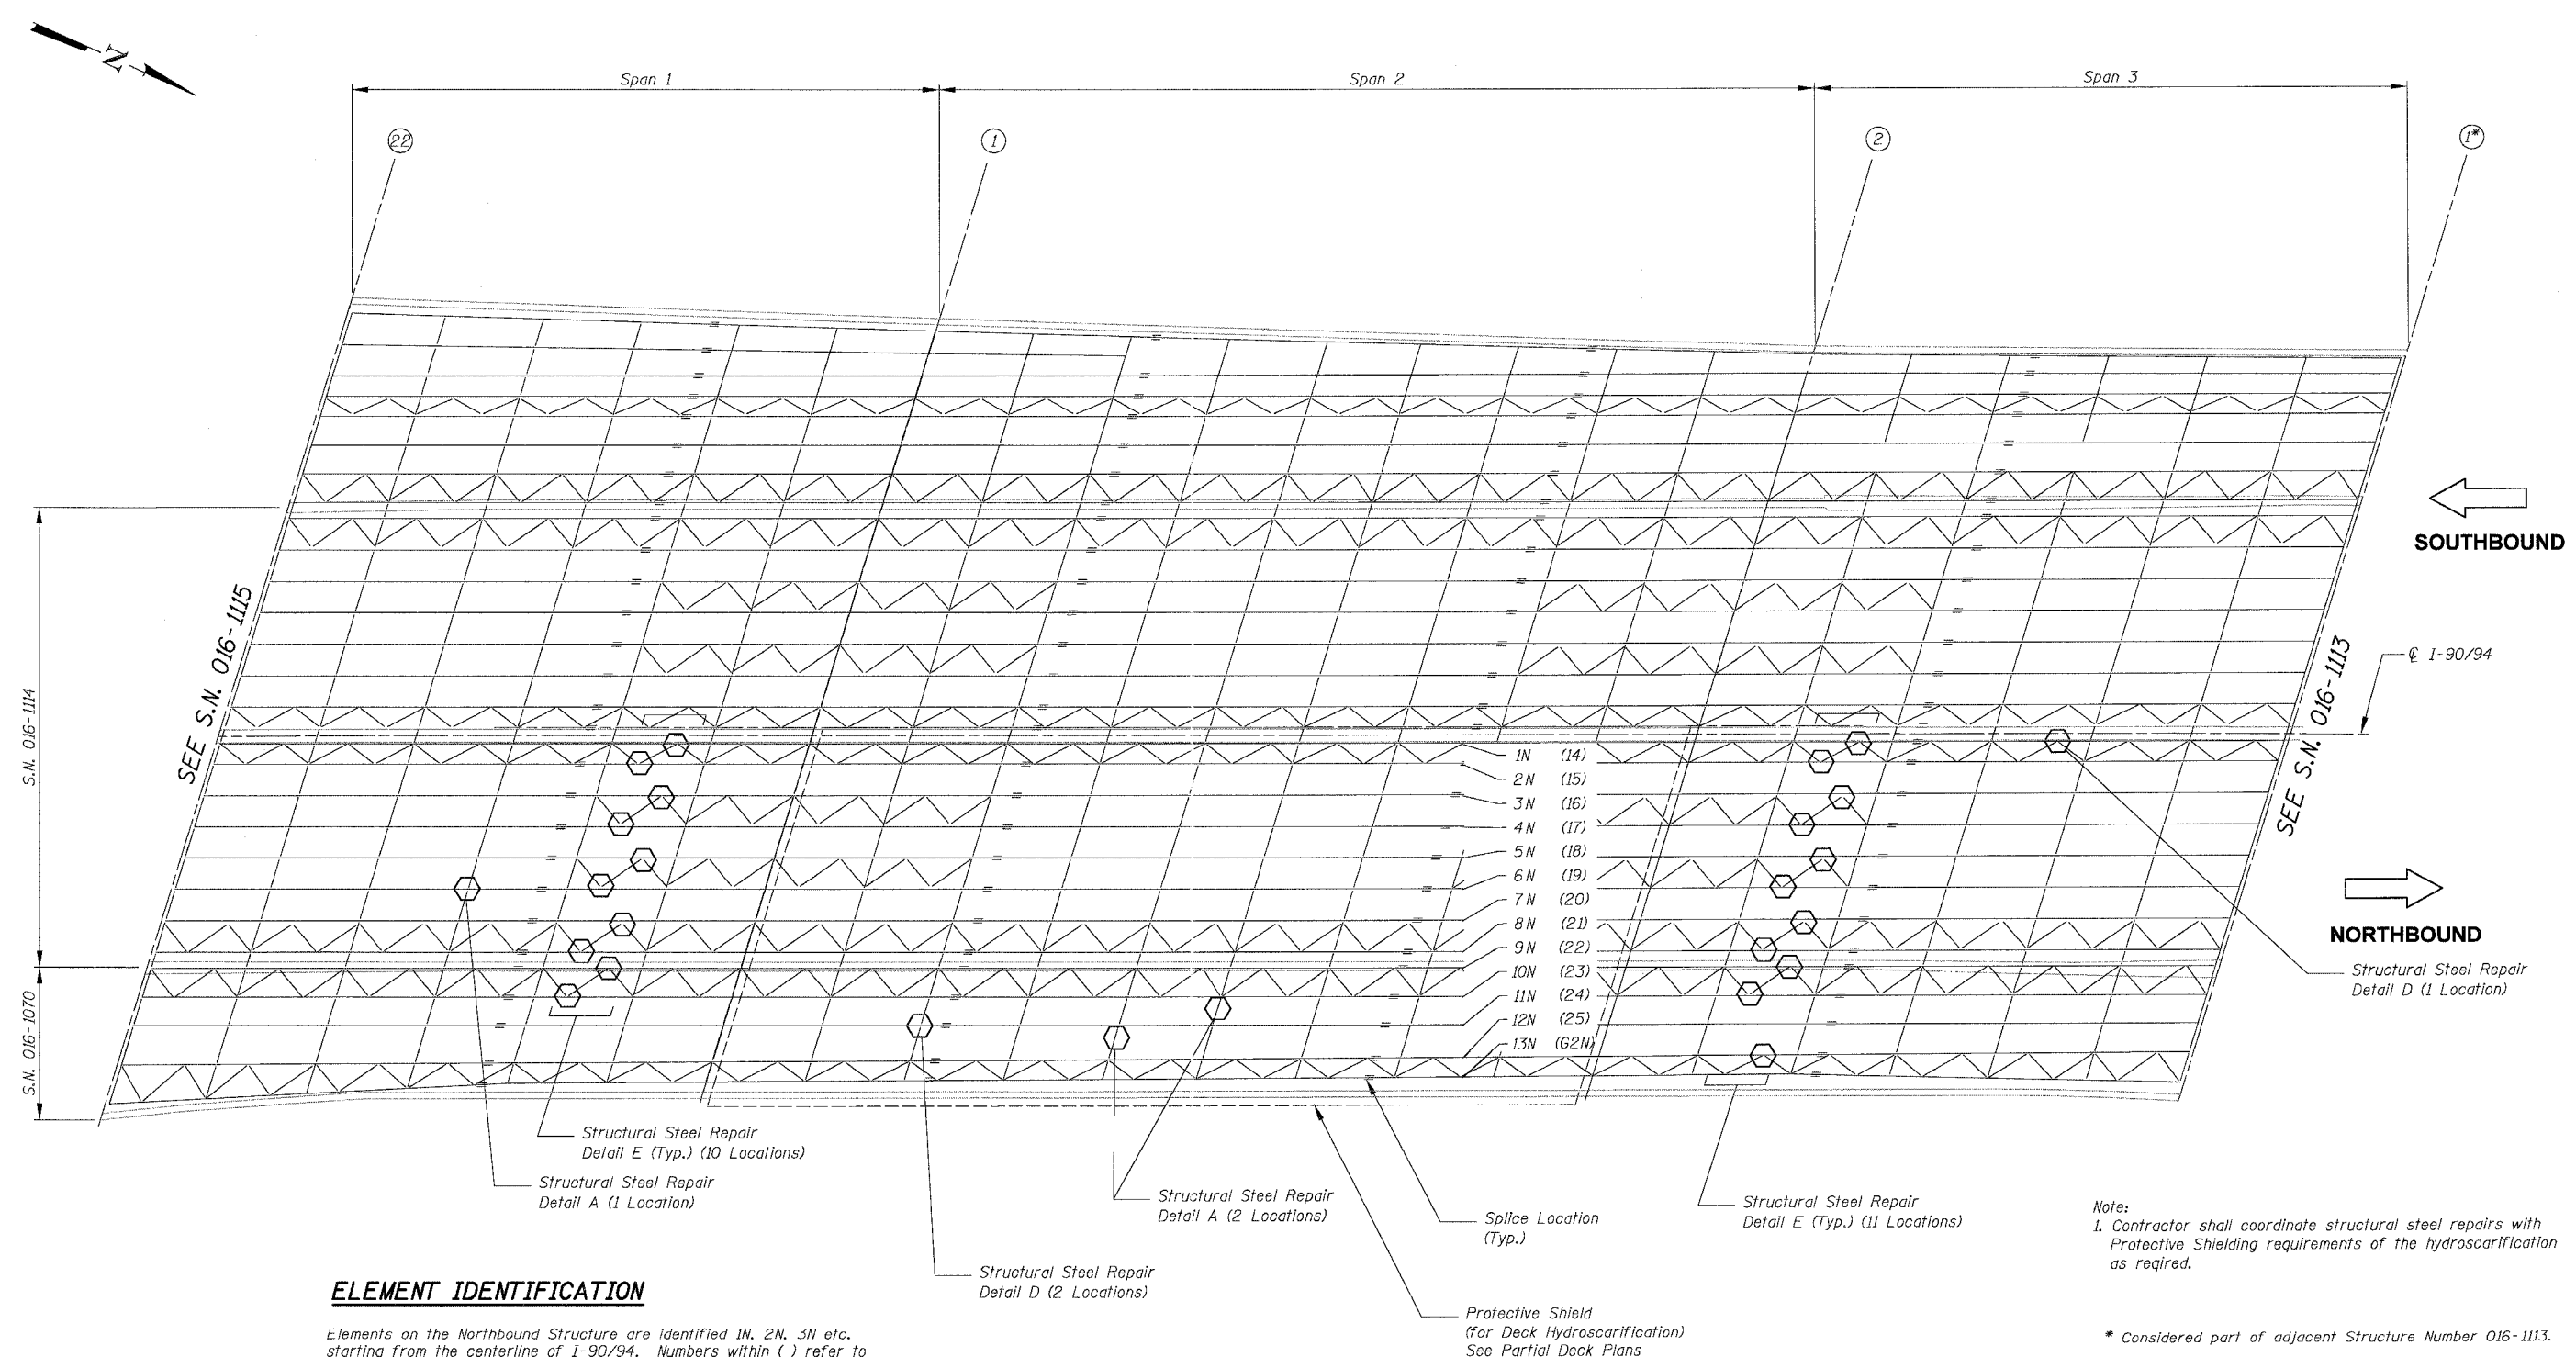 N
Span 1
Span 2
Span 3
22
1
2
1*
SOUTHBOUND
SEE S.N. 016-1115
SEE S.N. 016-1113
℄ I-90/94
S.N. 016-1114
S.N. 016-1070
1N (14)
2N (15)
3N (16)
4N (17)
5N (18)
6N (19)
7N (20)
8N (21)
9N (22)
10N (23)
11N (24)
12N (25)
13N (G2N)
NORTHBOUND
Structural Steel Repair
Detail D (1 Location)
Structural Steel Repair
Detail E (Typ.) (10 Locations)
Structural Steel Repair
Detail A (1 Location)
Structural Steel Repair
Detail A (2 Locations)
Splice Location
(Typ.)
Structural Steel Repair
Detail E (Typ.) (11 Locations)
Structural Steel Repair
Detail D (2 Locations)
Protective Shield
(for Deck Hydroscarification)
See Partial Deck Plans
Note:
1. Contractor shall coordinate structural steel repairs with
Protective Shielding requirements of the hydroscarification
as reqired.
* Considered part of adjacent Structure Number 016-1113.
ELEMENT IDENTIFICATION
Elements on the Northbound Structure are identified 1N, 2N, 3N etc.
starting from the centerline of I-90/94. Numbers within ( ) refer to